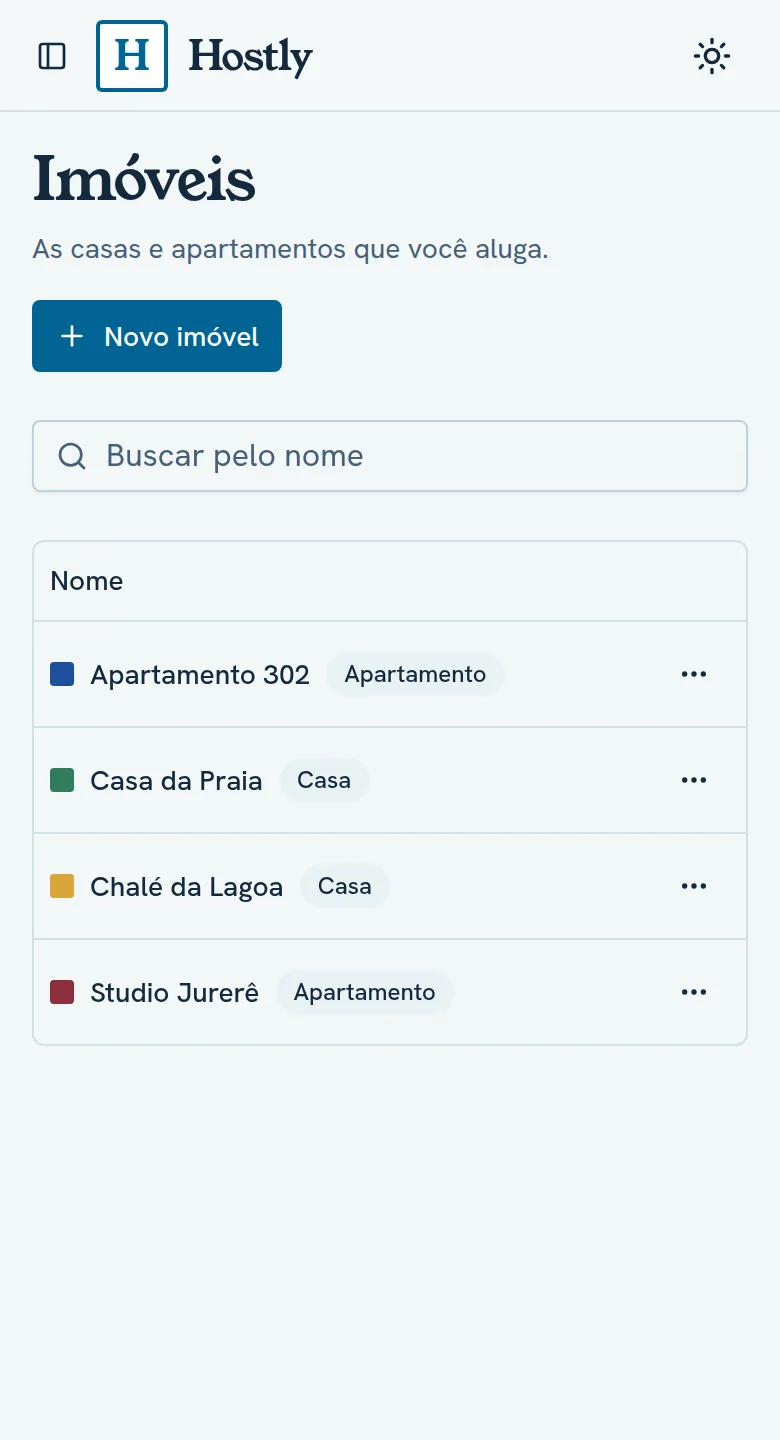 H Hostly
Imóveis
As casas e apartamentos que você aluga.
Novo imóvel
Buscar pelo nome
Nome
Apartamento 302 Apartamento
Casa da Praia Casa
Chalé da Lagoa Casa
Studio Jurerê Apartamento